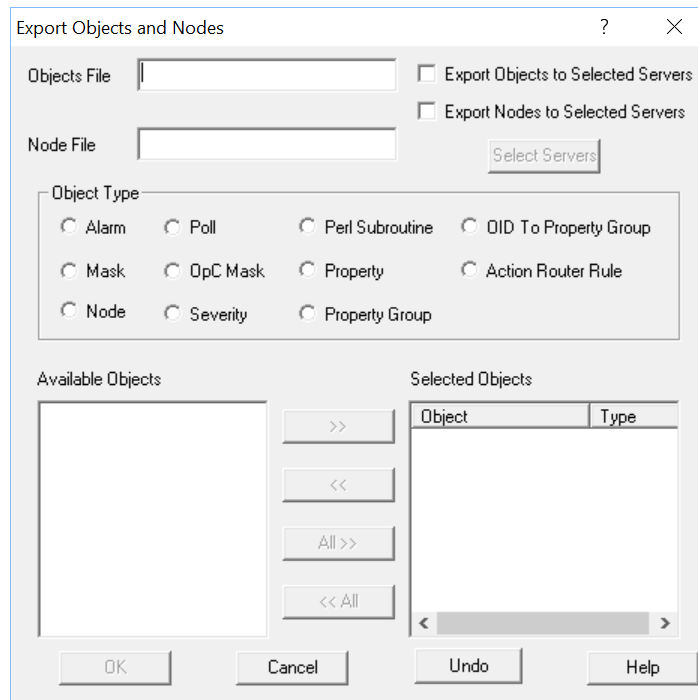 Export Objects and Nodes ?
Objects File
Export Objects to Selected Servers
Export Nodes to Selected Servers
Node File
Select Servers
Object Type
Alarm Poll Perl Subroutine OID To Property Group
Mask OpC Mask Property Action Router Rule
Node Severity Property Group
Available Objects Selected Objects
Object Type
>>
<<
All >>
<< All
OK Cancel Undo Help